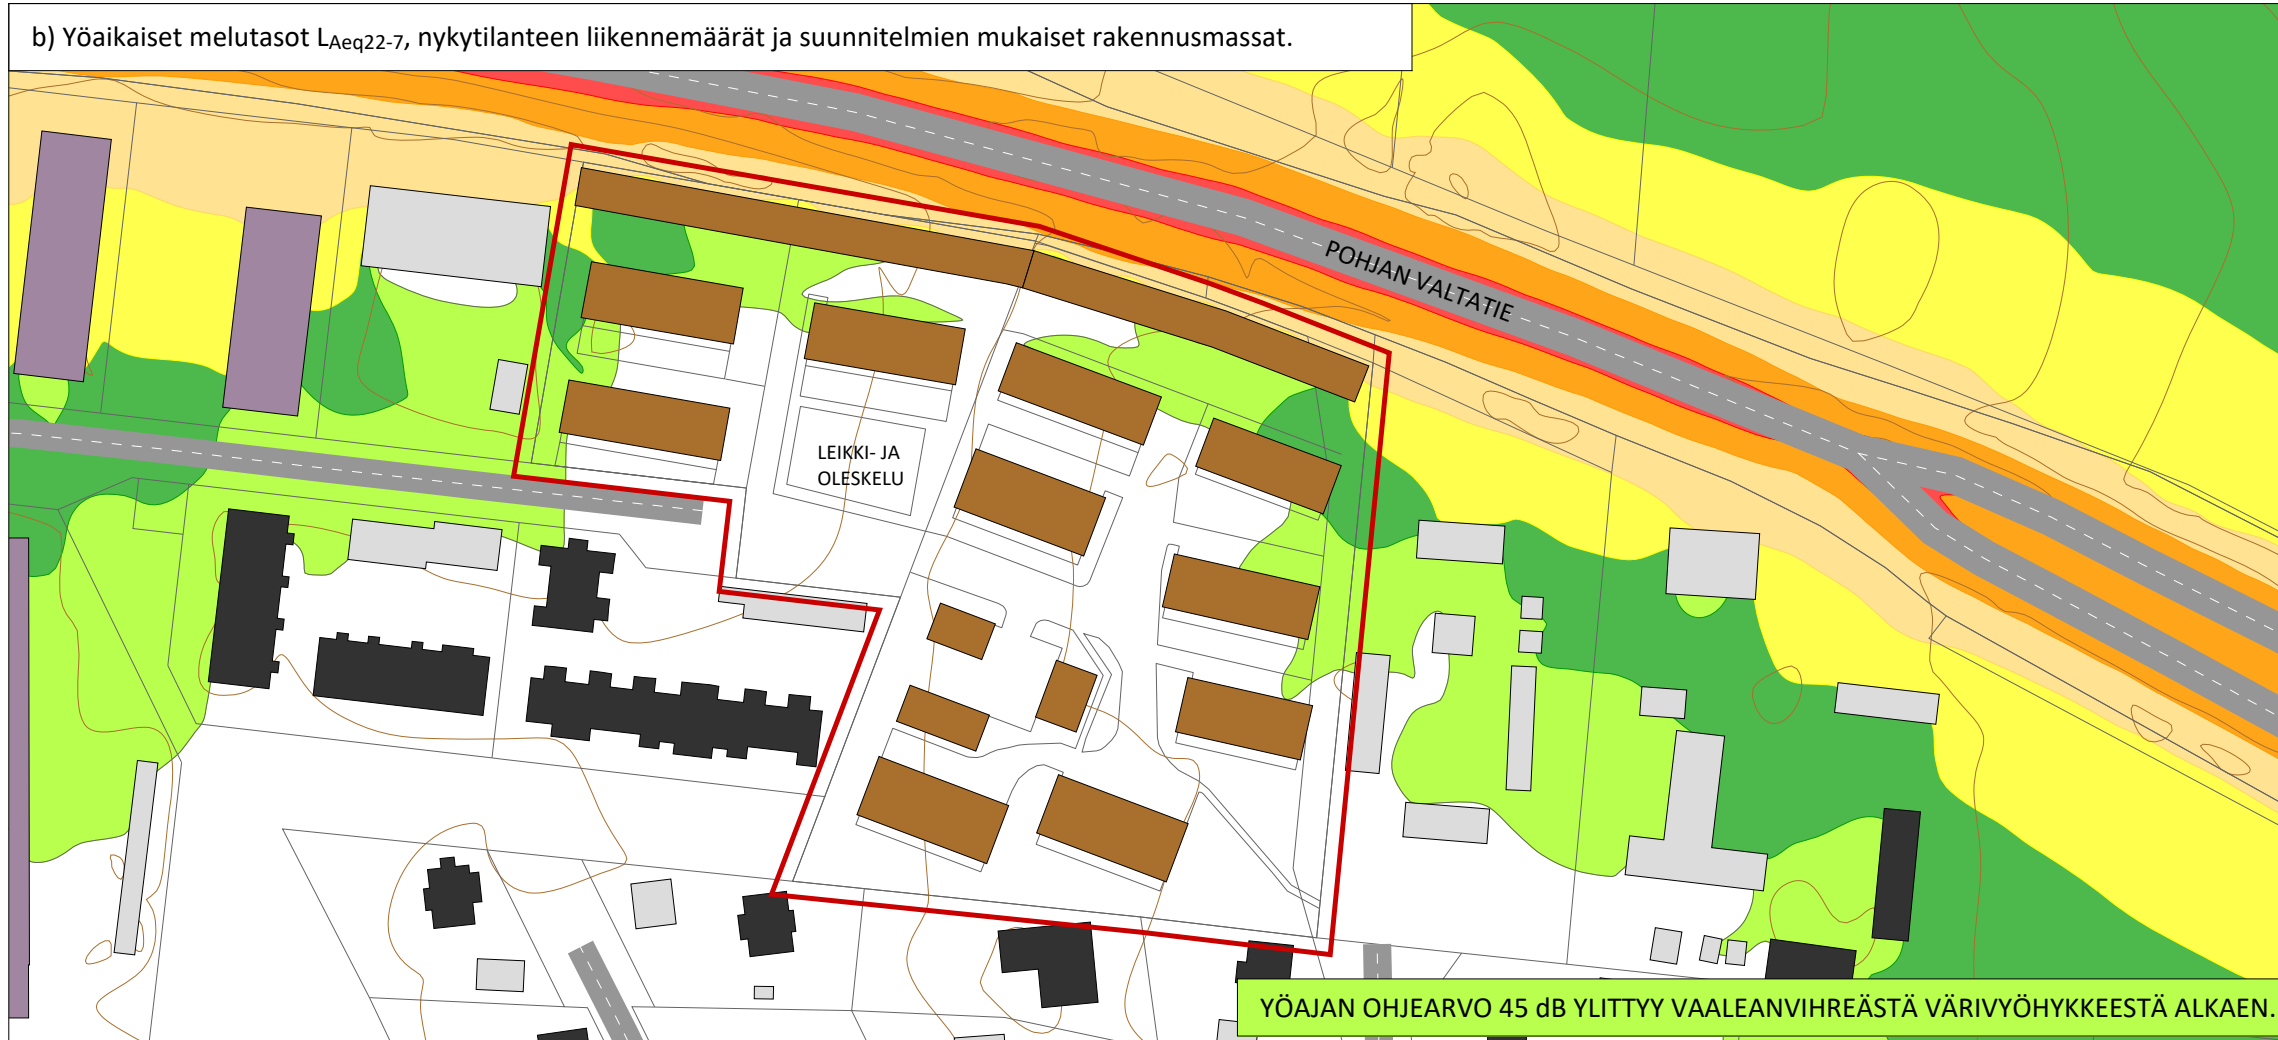 b) Yöaikaiset melutasot LAeq22-7, nykytilanteen liikennemäärät ja suunnitelmien mukaiset rakennusmassat.
POHJAN VALTATIE
LEIKKI- JA
OLESKELU
YÖAJAN OHJEARVO 45 dB YLITTYY VAALEANVIHREÄSTÄ VÄRIVYÖHYKKEESTÄ ALKAEN.